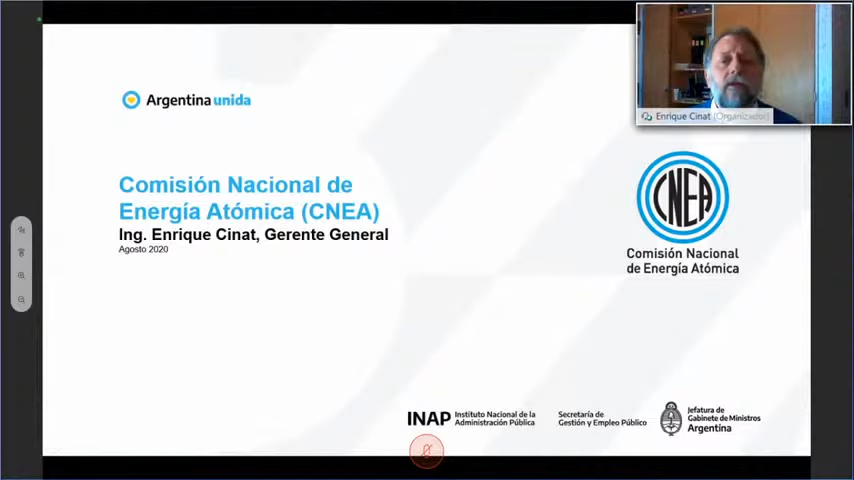 Argentina unida
Enrique Cinat (Organizador)
Comisión Nacional de
Energía Atómica (CNEA)
Ing. Enrique Cinat, Gerente General
Agosto 2020
CNEA
Comisión Nacional
de Energía Atómica
INAP
Instituto Nacional de la
Administración Pública
Secretaría de
Gestión y Empleo Público
Jefatura de
Gabinete de Ministros
Argentina